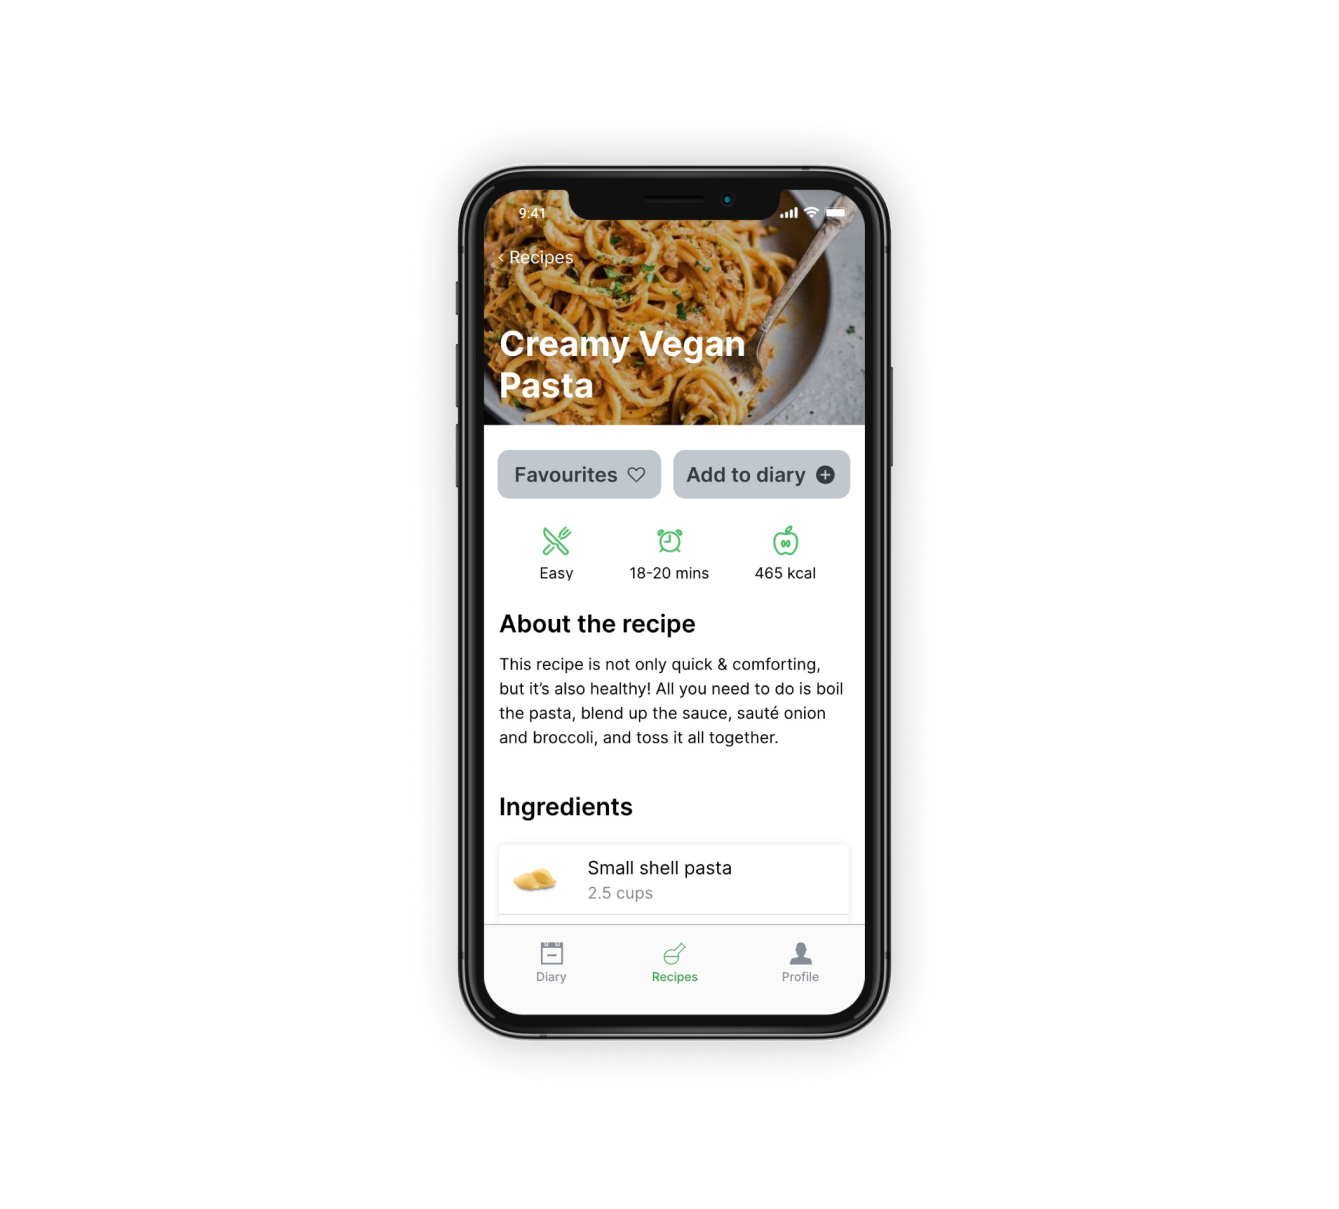 9:41
‹ Recipes
Creamy Vegan
Pasta
Favourites
Add to diary
Easy
18-20 mins
465 kcal
About the recipe
This recipe is not only quick & comforting,
but it’s also healthy! All you need to do is boil
the pasta, blend up the sauce, sauté onion
and broccoli, and toss it all together.
Ingredients
Small shell pasta
2.5 cups
Diary
Recipes
Profile